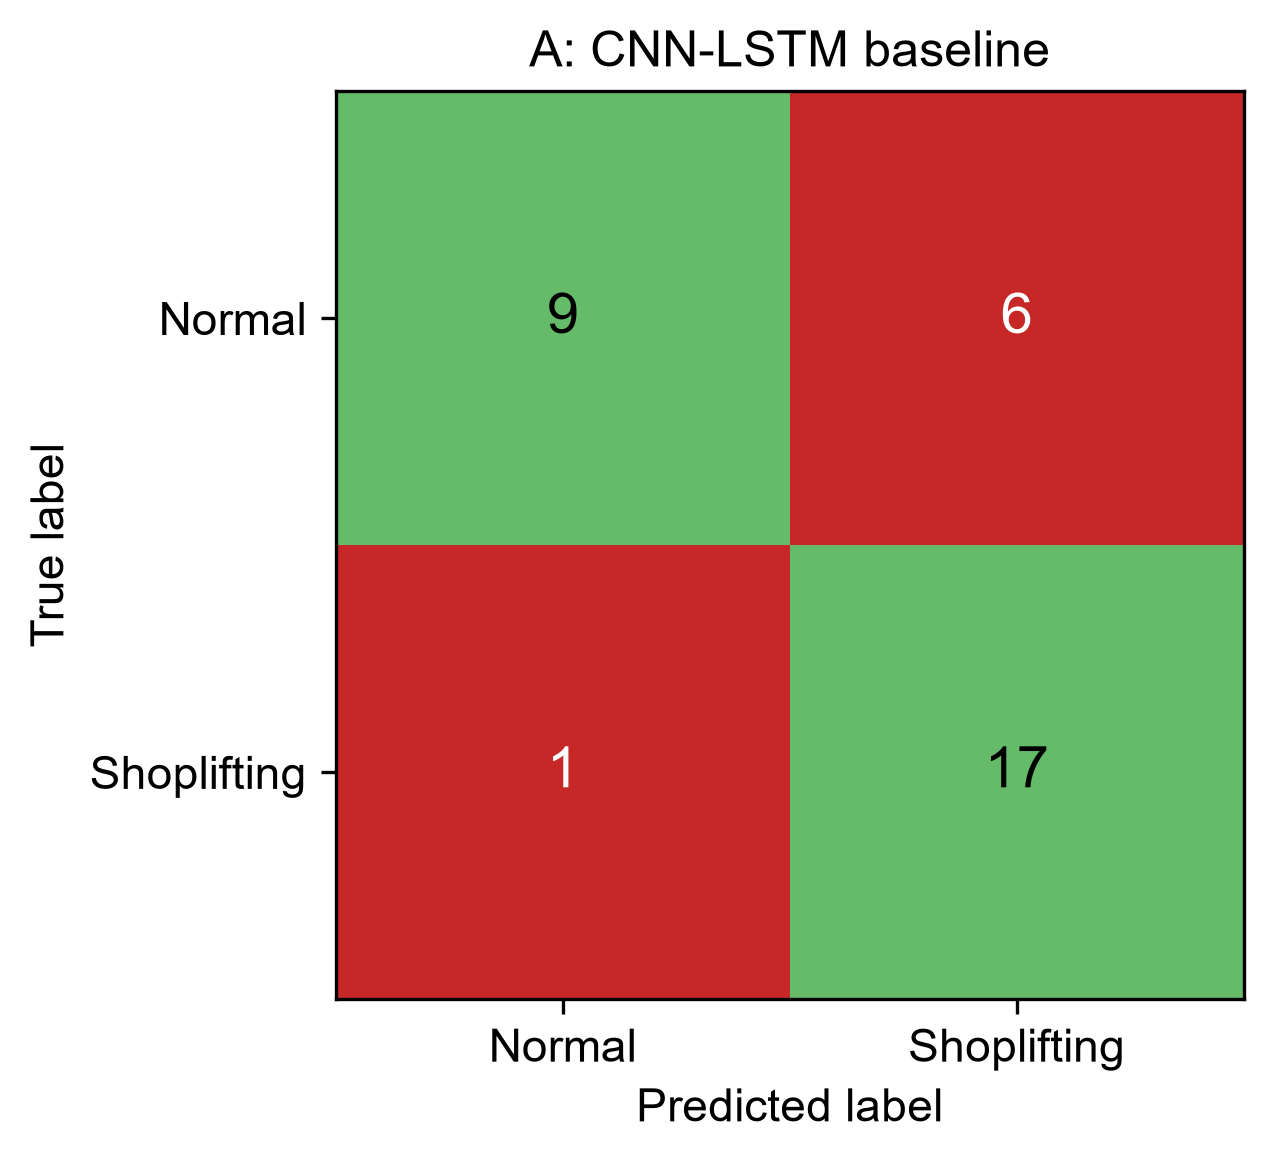 A: CNN-LSTM baseline
Normal
9
6
True label
Shoplifting
1
17
Normal
Shoplifting
Predicted label